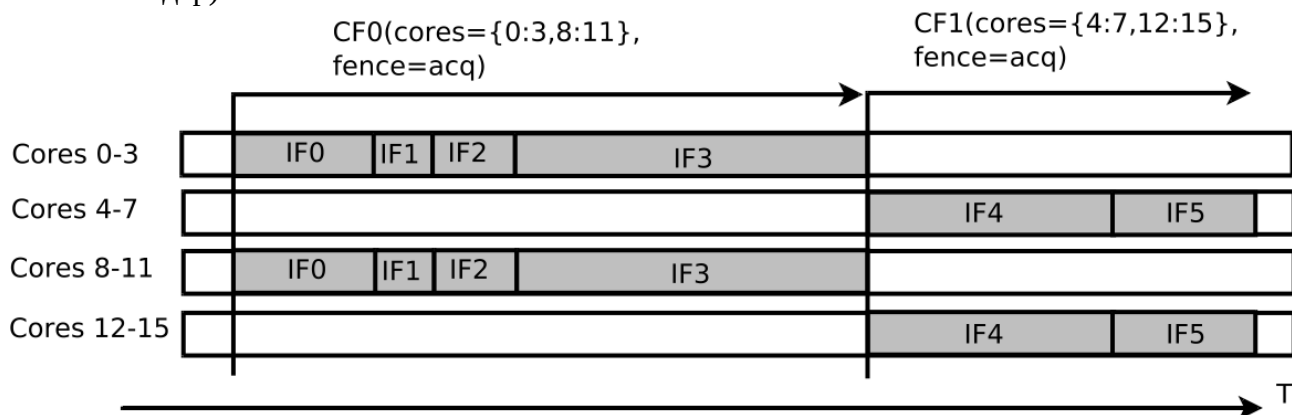 CF0(cores={0:3,8:11},
fence=acq)
CF1(cores={4:7,12:15},
fence=acq)
Cores 0-3
IF0 IF1 IF2 IF3
Cores 4-7
IF4 IF5
Cores 8-11
IF0 IF1 IF2 IF3
Cores 12-15
IF4 IF5
T